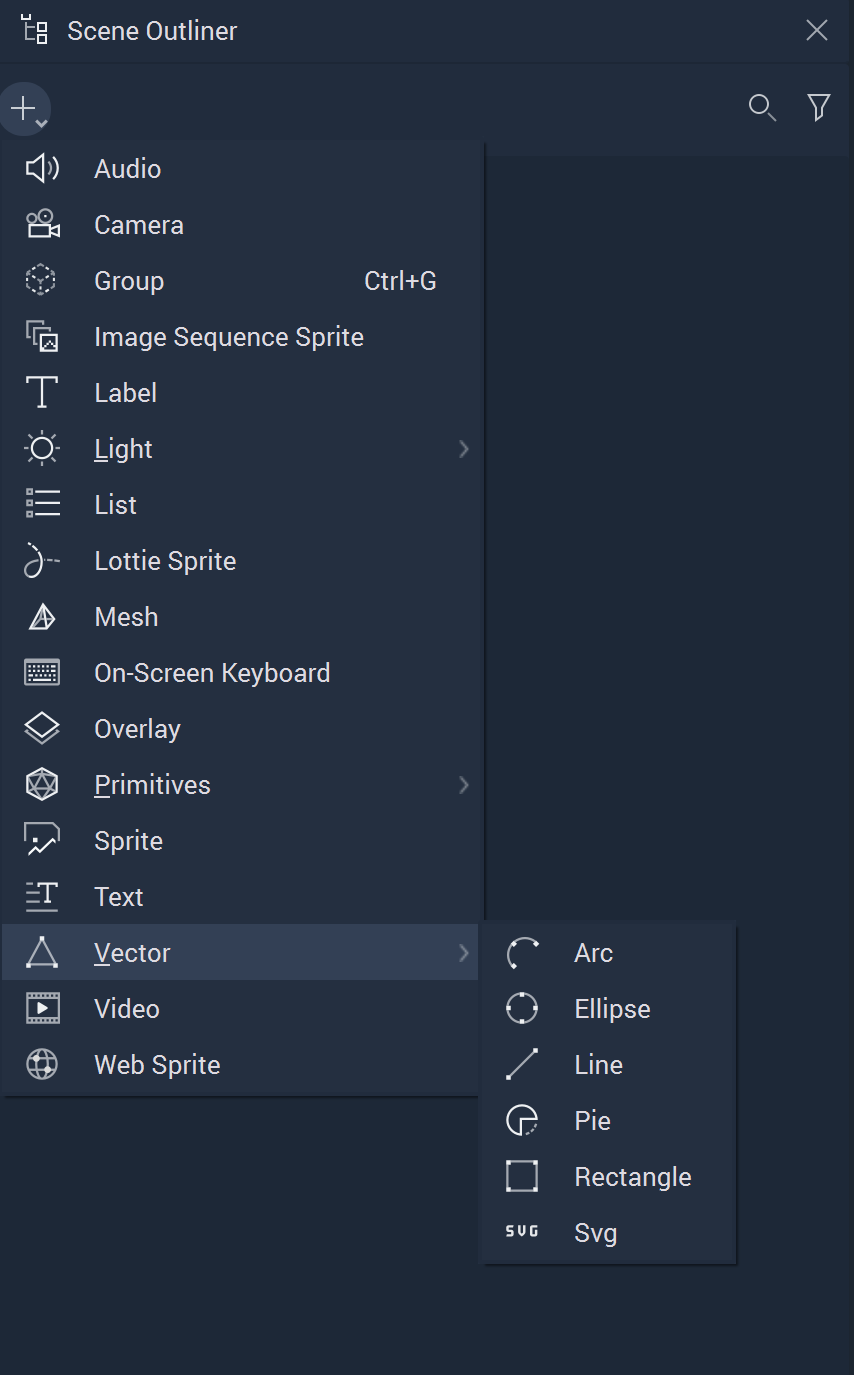 Scene Outliner
Audio
Camera
Group Ctrl+G
Image Sequence Sprite
Label
Light
List
Lottie Sprite
Mesh
On-Screen Keyboard
Overlay
Primitives
Sprite
Text
Vector
Video
Web Sprite
Arc
Ellipse
Line
Pie
Rectangle
SVG Svg